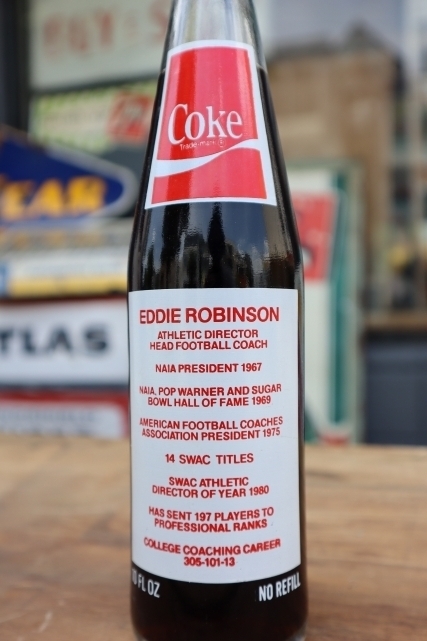 Coke
Trade-mark ®
EDDIE ROBINSON
ATHLETIC DIRECTOR
HEAD FOOTBALL COACH
NAIA PRESIDENT 1967
NAIA, POP WARNER AND SUGAR
BOWL HALL OF FAME 1969
AMERICAN FOOTBALL COACHES
ASSOCIATION PRESIDENT 1975
14 SWAC TITLES
SWAC ATHLETIC
DIRECTOR OF YEAR 1980
HAS SENT 197 PLAYERS TO
PROFESSIONAL RANKS
COLLEGE COACHING CAREER
305-101-13
FL OZ
NO REFILL
TLAS